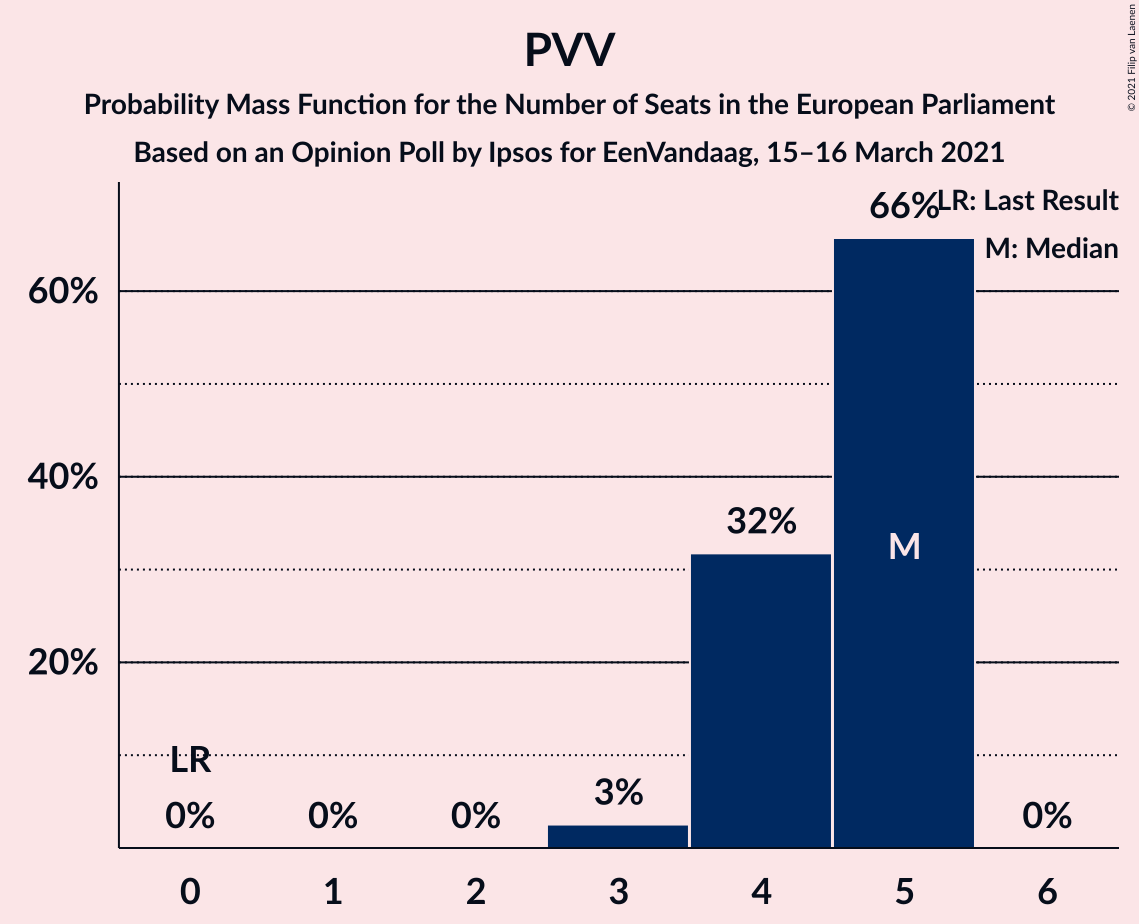 PVV
Probability Mass Function for the Number of Seats in the European Parliament
Based on an Opinion Poll by Ipsos for EenVandaag, 15–16 March 2021
© 2021 Filip van Laenen
LR: Last Result
M: Median
66%
60%
40%
32%
M
20%
LR
3%
0%
0%
0%
0%
0 1 2 3 4 5 6